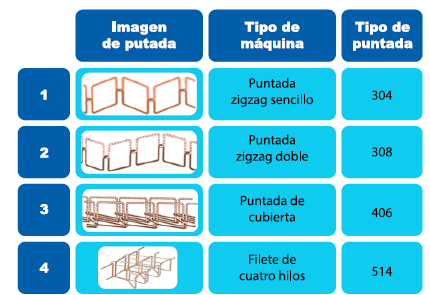 Imagen
de putada
Tipo de
máquina
Tipo de
puntada
1
Puntada
zigzag sencillo
304
2
Puntada
zigzag doble
308
3
Puntada de
cubierta
406
4
Filete de
cuatro hilos
514